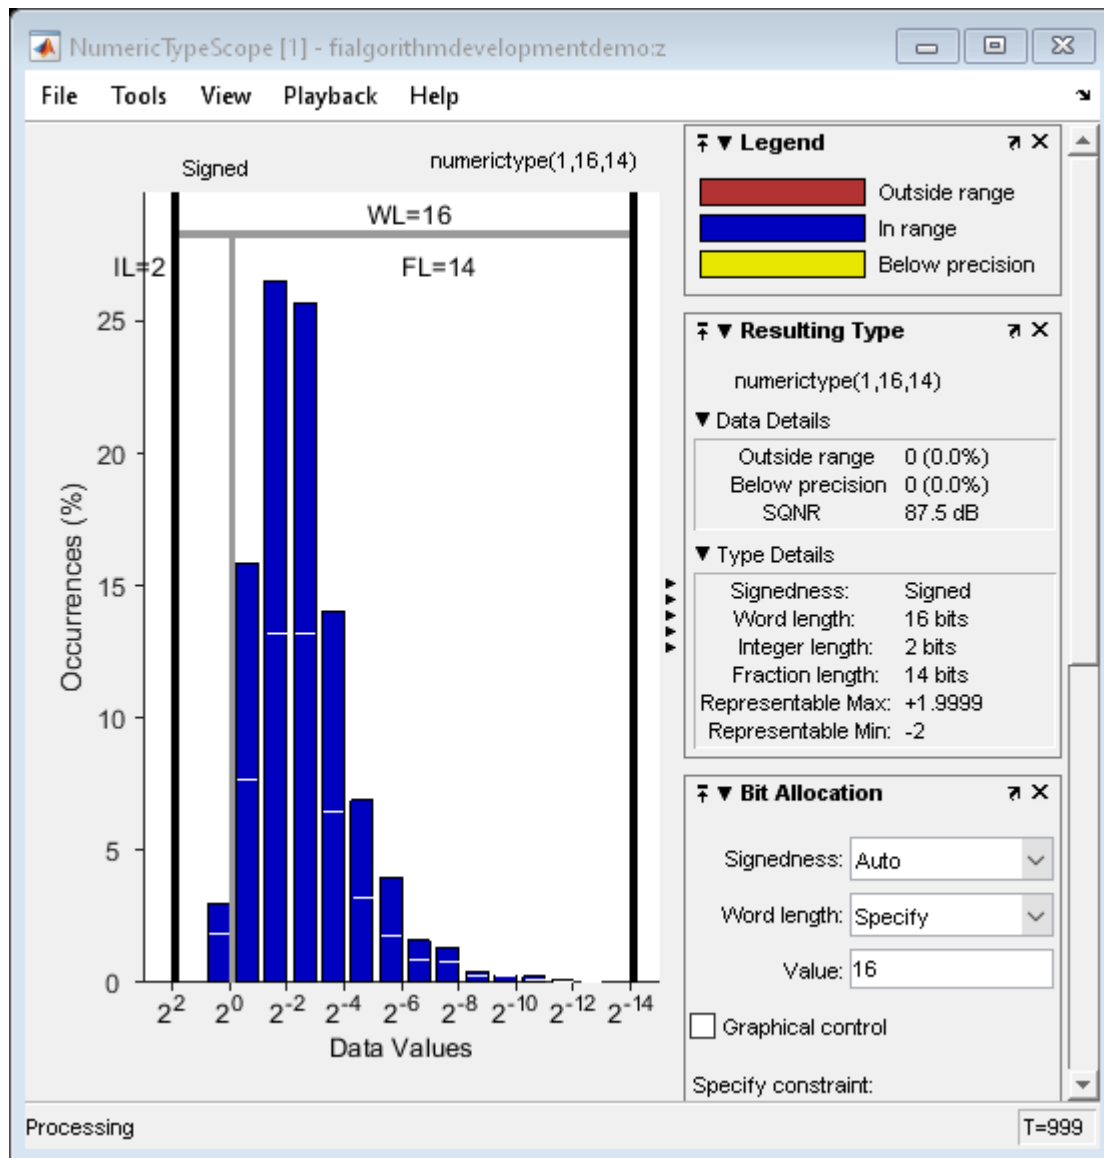 NumericTypeScope [1] - fialgorithmdevelopmentdemo:z
File Tools View Playback Help
Signed numerictype(1,16,14)
WL=16
IL=2 FL=14
25
20
15
10
5
0
2^2 2^0 2^-2 2^-4 2^-6 2^-8 2^-10 2^-12 2^-14
Data Values
Occurrences (%)
Legend
Outside range
In range
Below precision
Resulting Type
numerictype(1,16,14)
Data Details
Outside range 0 (0.0%)
Below precision 0 (0.0%)
SQNR 87.5 dB
Type Details
Signedness: Signed
Word length: 16 bits
Integer length: 2 bits
Fraction length: 14 bits
Representable Max: +1.9999
Representable Min: -2
Bit Allocation
Signedness: Auto
Word length: Specify
Value: 16
Graphical control
Specify constraint:
Processing T=999